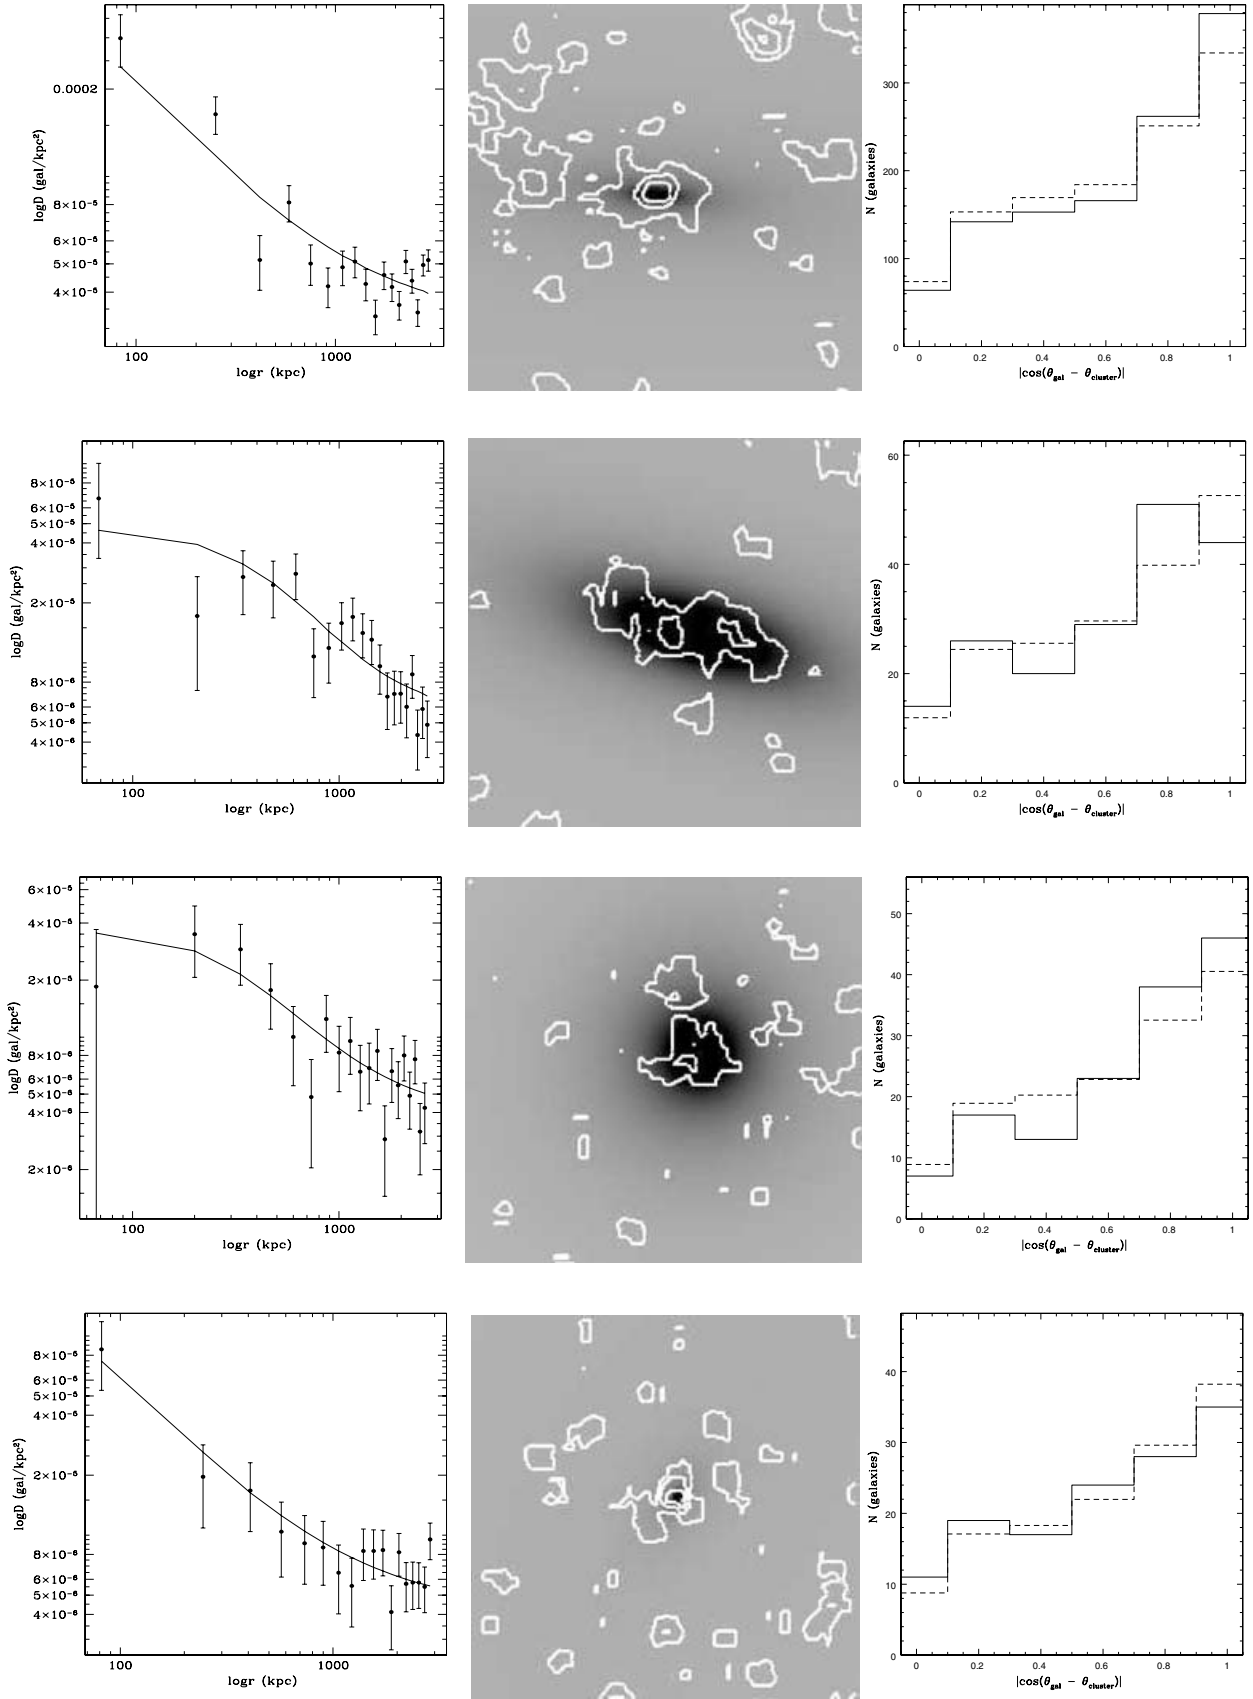 0.0002
8×10⁻⁵
6×10⁻⁵
5×10⁻⁵
4×10⁻⁵
logD (gal/kpc²)
100 1000
logr (kpc)
300
200
100
0
N (galaxies)
0 0.2 0.4 0.6 0.8 1
|cos(θgal − θcluster)|
8×10⁻⁵
6×10⁻⁵
5×10⁻⁵
4×10⁻⁵
2×10⁻⁵
8×10⁻⁶
6×10⁻⁶
5×10⁻⁶
4×10⁻⁶
logD (gal/kpc²)
100 1000
logr (kpc)
60
40
20
0
N (galaxies)
0 0.2 0.4 0.6 0.8 1
|cos(θgal − θcluster)|
6×10⁻⁵
4×10⁻⁵
2×10⁻⁵
8×10⁻⁶
6×10⁻⁶
5×10⁻⁶
4×10⁻⁶
2×10⁻⁶
logD (gal/kpc²)
100 1000
logr (kpc)
50
40
30
20
10
0
N (galaxies)
0 0.2 0.4 0.6 0.8 1
|cos(θgal − θcluster)|
8×10⁻⁵
6×10⁻⁵
5×10⁻⁵
4×10⁻⁵
2×10⁻⁵
8×10⁻⁶
6×10⁻⁶
5×10⁻⁶
4×10⁻⁶
logD (gal/kpc²)
100 1000
logr (kpc)
40
30
20
10
0
N (galaxies)
0 0.2 0.4 0.6 0.8 1
|cos(θgal − θcluster)|